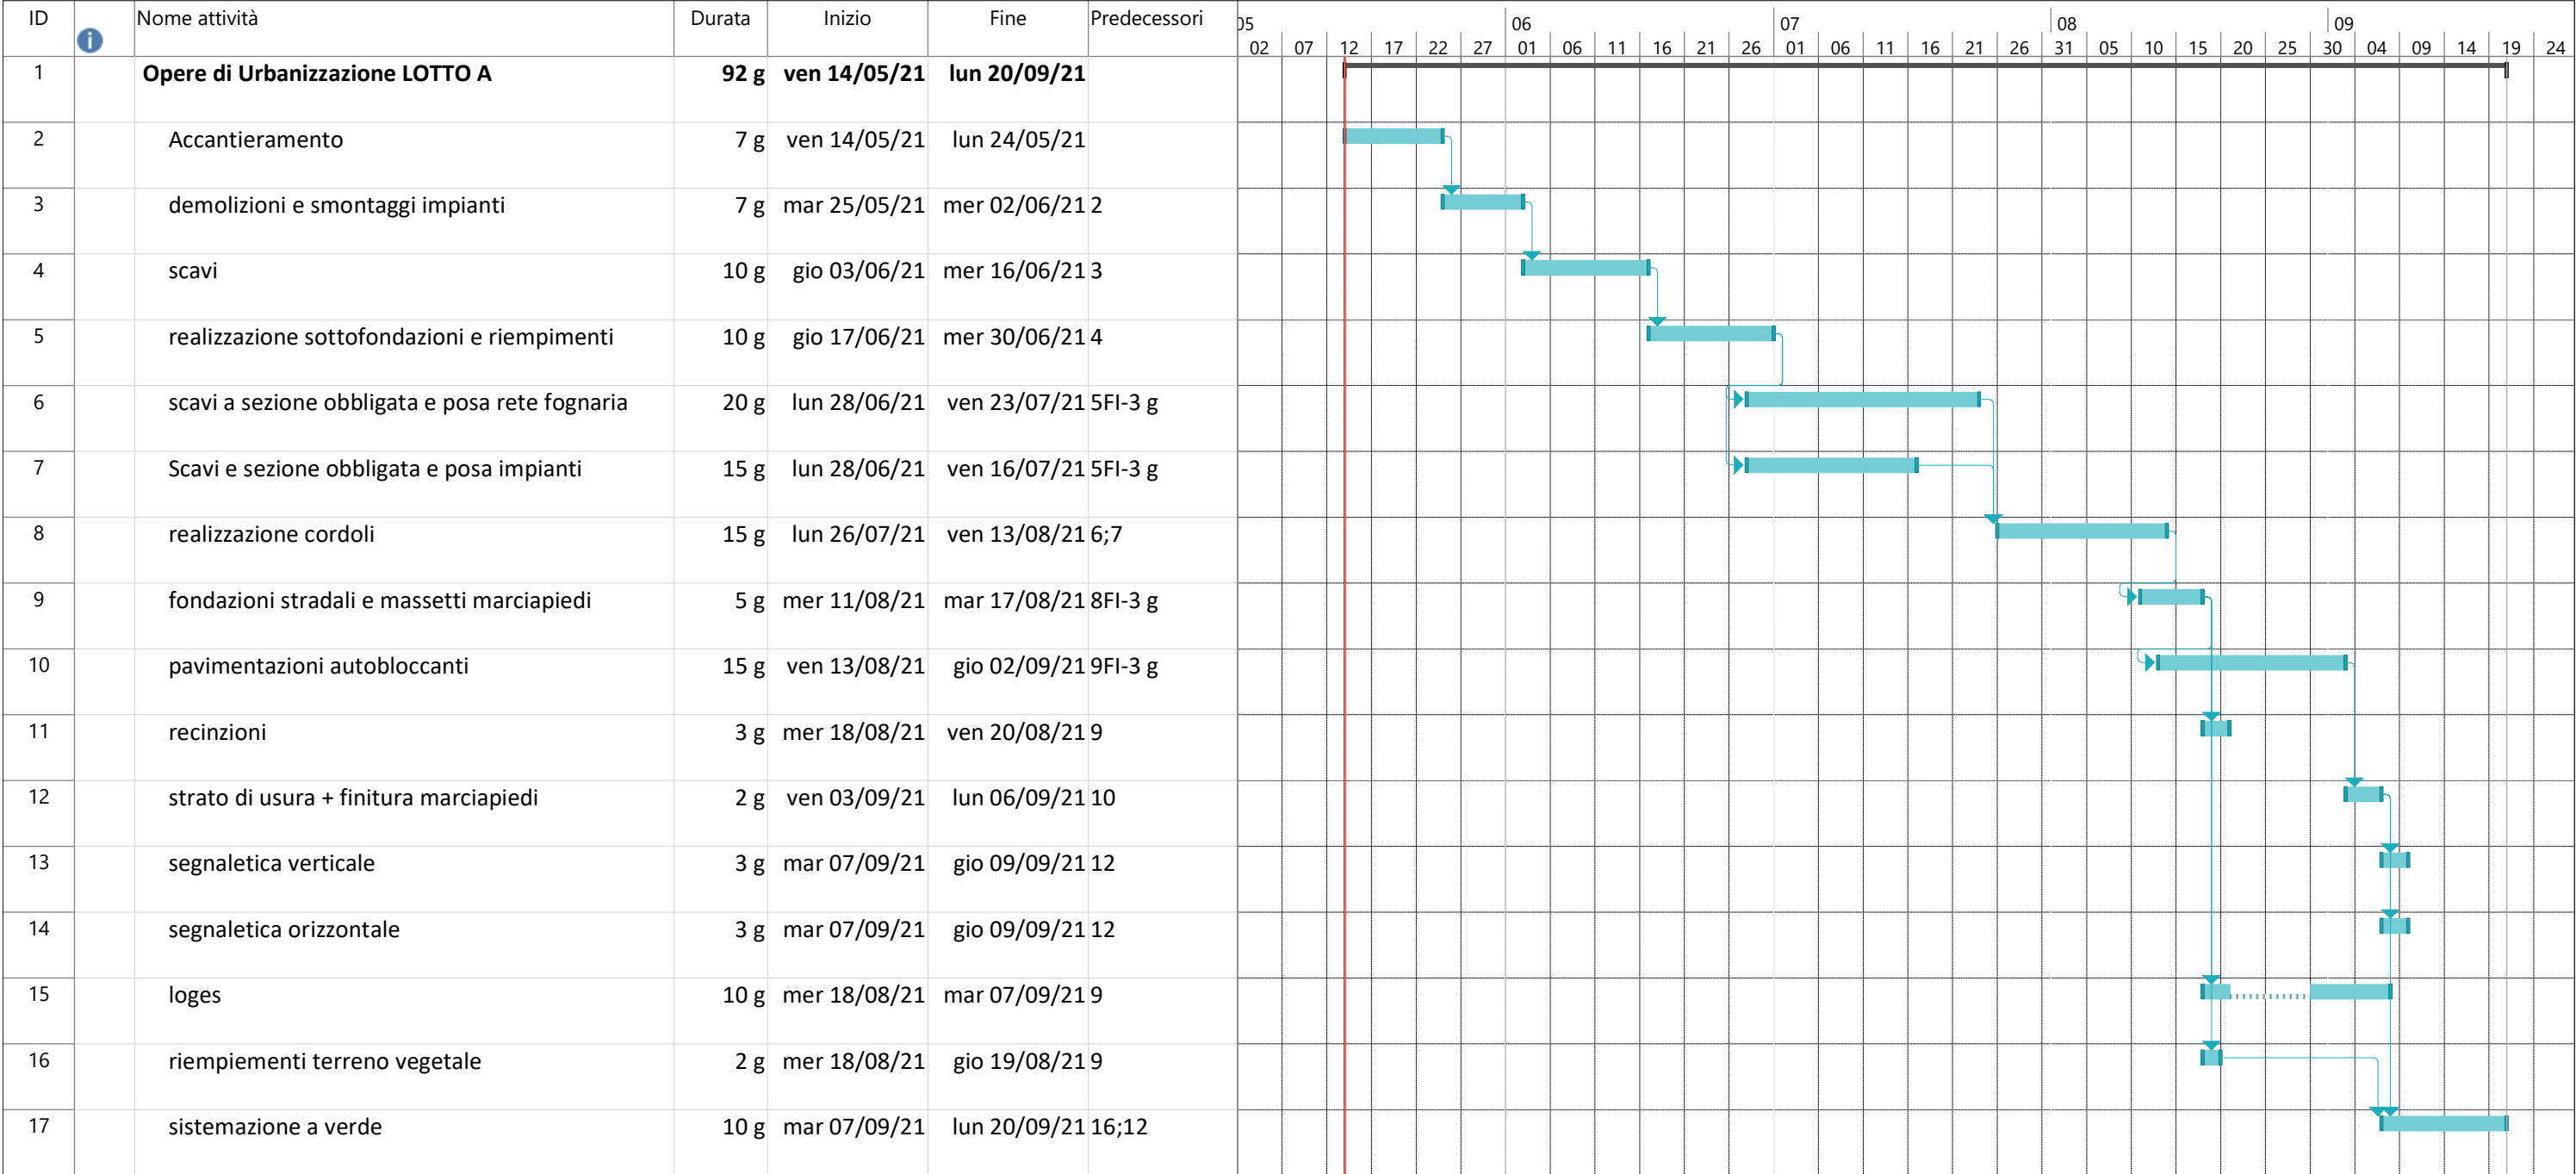 ID Nome attività Durata Inizio Fine Predecessori 05 06 07 08 09
i 02 07 12 17 22 27 01 06 11 16 21 26 01 06 11 16 21 26 31 05 10 15 20 25 30 04 09 14 19 24
1 Opere di Urbanizzazione LOTTO A 92 g ven 14/05/21 lun 20/09/21
2 Accantieramento 7 g ven 14/05/21 lun 24/05/21
3 demolizioni e smontaggi impianti 7 g mar 25/05/21 mer 02/06/21 2
4 scavi 10 g gio 03/06/21 mer 16/06/21 3
5 realizzazione sottofondazioni e riempimenti 10 g gio 17/06/21 mer 30/06/21 4
6 scavi a sezione obbligata e posa rete fognaria 20 g lun 28/06/21 ven 23/07/21 5FI-3 g
7 Scavi e sezione obbligata e posa impianti 15 g lun 28/06/21 ven 16/07/21 5FI-3 g
8 realizzazione cordoli 15 g lun 26/07/21 ven 13/08/21 6;7
9 fondazioni stradali e massetti marciapiedi 5 g mer 11/08/21 mar 17/08/21 8FI-3 g
10 pavimentazioni autobloccanti 15 g ven 13/08/21 gio 02/09/21 9FI-3 g
11 recinzioni 3 g mer 18/08/21 ven 20/08/21 9
12 strato di usura + finitura marciapiedi 2 g ven 03/09/21 lun 06/09/21 10
13 segnaletica verticale 3 g mar 07/09/21 gio 09/09/21 12
14 segnaletica orizzontale 3 g mar 07/09/21 gio 09/09/21 12
15 loges 10 g mer 18/08/21 mar 07/09/21 9
16 riempiementi terreno vegetale 2 g mer 18/08/21 gio 19/08/21 9
17 sistemazione a verde 10 g mar 07/09/21 lun 20/09/21 16;12